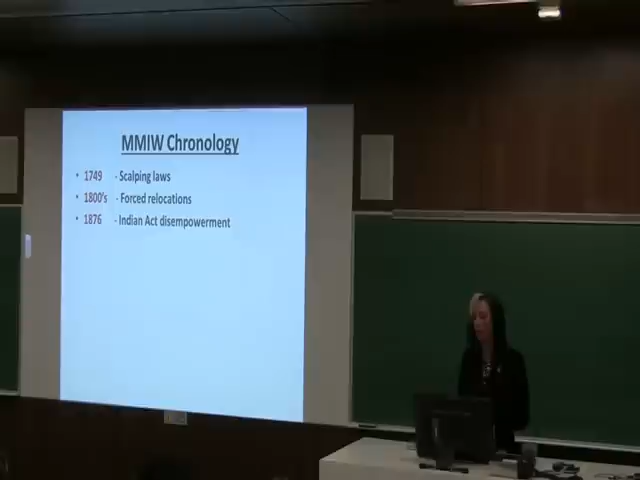 MMIW Chronology
• 1749 - Scalping laws
• 1800's - Forced relocations
• 1876 - Indian Act disempowerment